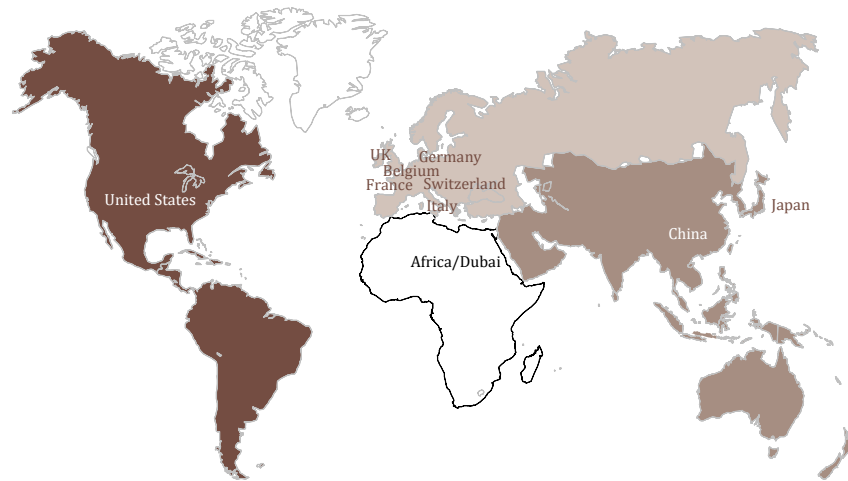 UK
Germany
Belgium
France
Switzerland
United States
Italy
Japan
China
Africa/Dubai